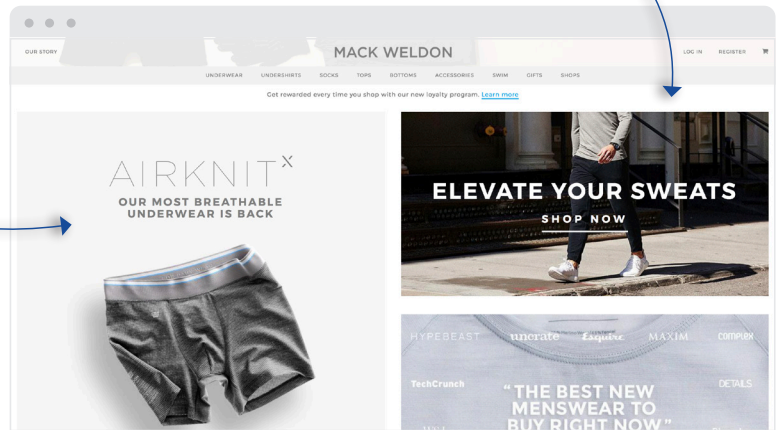 OUR STORY
MACK WELDON
LOG IN
REGISTER
UNDERWEAR
UNDERSHIRTS
SOCKS
TOPS
BOTTOMS
ACCESSORIES
SWIM
GIFTS
SHOPS
Get rewarded every time you shop with our new loyalty program. Learn more
AIRKNITX
OUR MOST BREATHABLE
UNDERWEAR IS BACK
ELEVATE YOUR SWEATS
SHOP NOW
HYPEBEAST
uncrate
Esquire
MAXIM
COMPLEX
TechCrunch
DETAILS
“THE BEST NEW
MENSWEAR TO
BUY RIGHT NOW”